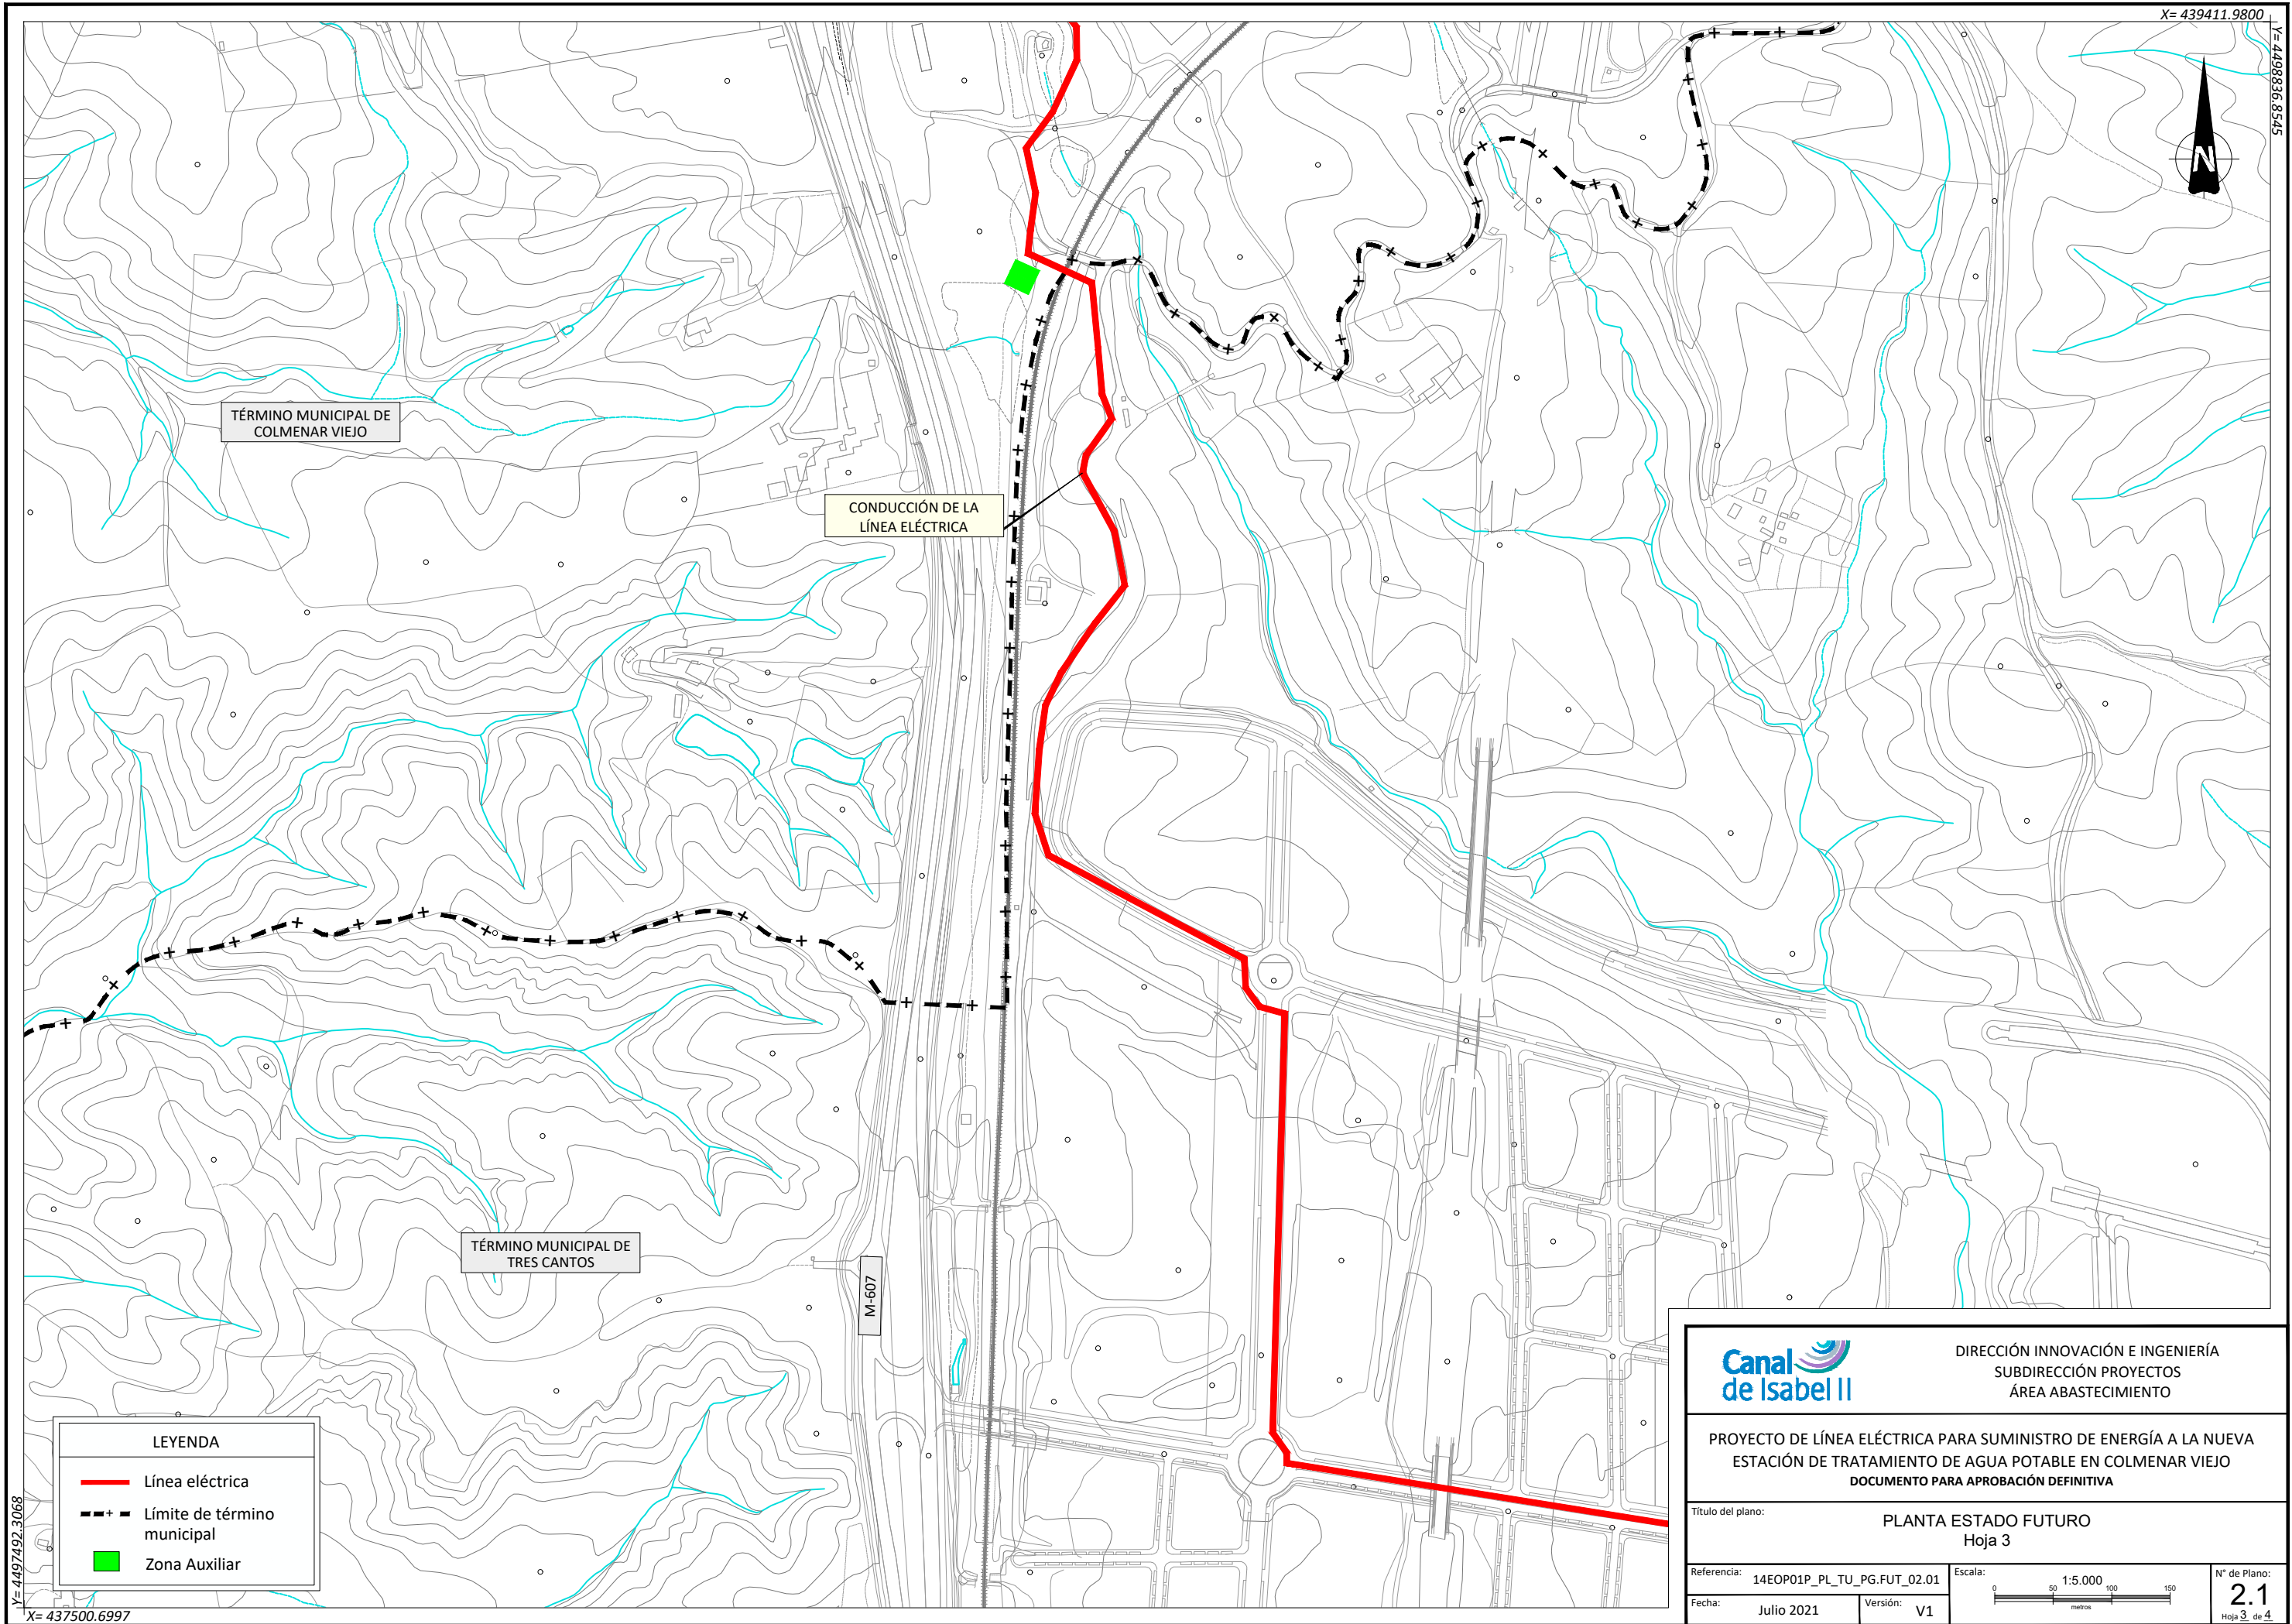 X= 439411.9800
Y= 4498836.8545
N
TÉRMINO MUNICIPAL DE
COLMENAR VIEJO
CONDUCCIÓN DE LA
LÍNEA ELÉCTRICA
TÉRMINO MUNICIPAL DE
TRES CANTOS
M-607
LEYENDA
Línea eléctrica
Límite de término
municipal
Zona Auxiliar
Y= 4497492.3068
X= 437500.6997
Canal
de Isabel II
DIRECCIÓN INNOVACIÓN E INGENIERÍA
SUBDIRECCIÓN PROYECTOS
ÁREA ABASTECIMIENTO
PROYECTO DE LÍNEA ELÉCTRICA PARA SUMINISTRO DE ENERGÍA A LA NUEVA
ESTACIÓN DE TRATAMIENTO DE AGUA POTABLE EN COLMENAR VIEJO
DOCUMENTO PARA APROBACIÓN DEFINITIVA
Título del plano:
PLANTA ESTADO FUTURO
Hoja 3
Referencia: 14EOP01P_PL_TU_PG.FUT_02.01
Escala:
1:5.000
0 50 100 150
metros
N° de Plano:
2.1
Hoja 3 de 4
Fecha: Julio 2021
Versión: V1